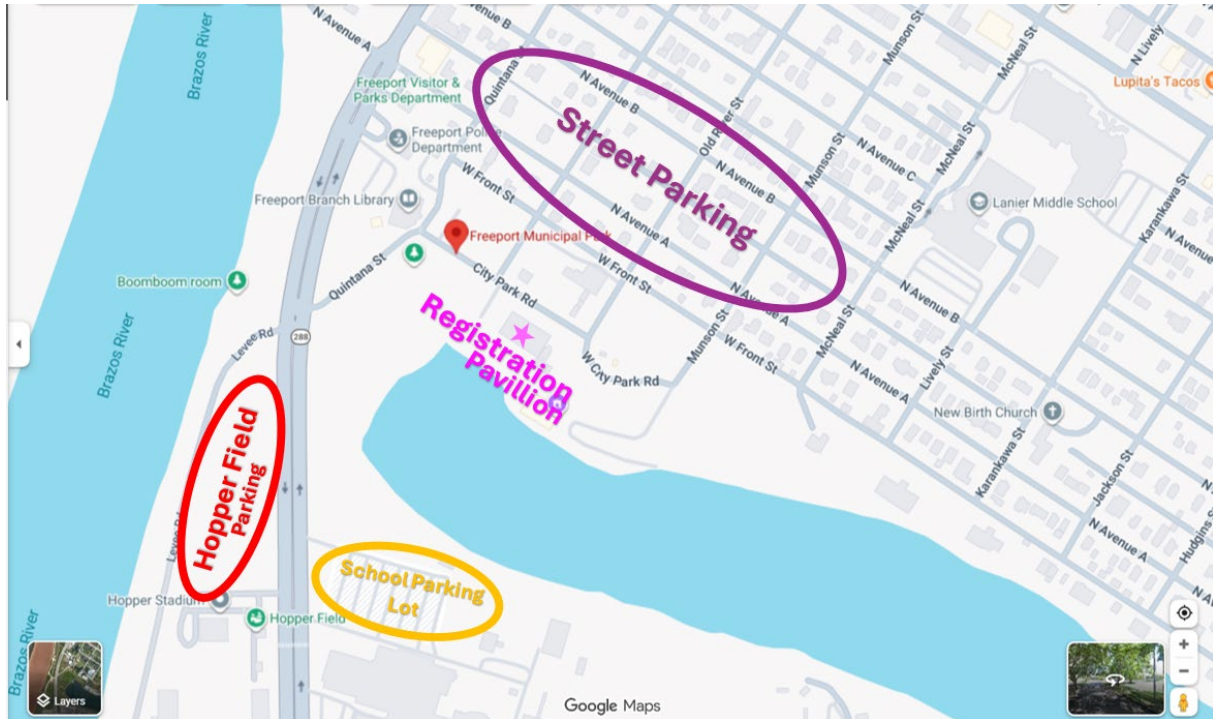 N Avenue A
Brazos River
Freeport Visitor &
Parks Department
Quintana St
N Avenue B
Munson St
McNeal St
N Lively
Lupita's Tacos
Freeport Police
Department
Street Parking
Old River St
N Avenue B
Munson St
N Avenue C
McNeal St
Karankawa St
Freeport Branch Library
W Front St
N Avenue A
Lanier Middle School
Freeport Municipal Park
McNeal St
N Avenue
Boomboom room
Quintana St
City Park Rd
W Front St
N Avenue A
Brazos River
Levee Rd
288
Registration
Pavillion
W City Park Rd
Munson St
W Front St
McNeal St
Lively St
N Avenue A
New Birth Church
Karankawa St
Hopper Field
Parking
Levee Rd
Jackson St
N Avenue A
Hudgins S
School Parking
Lot
Hopper Stadium
Hopper Field
Brazos River
Layers
Google Maps